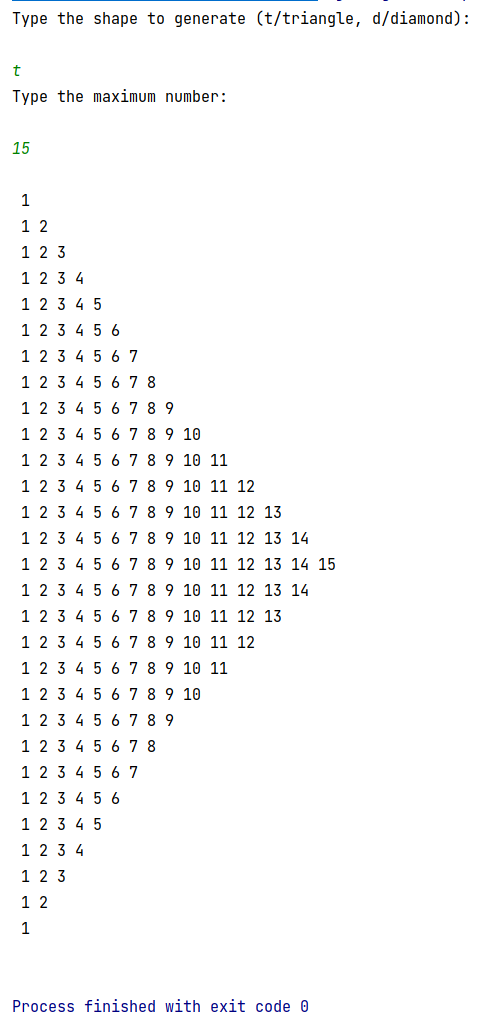 Type the shape to generate (t/triangle, d/diamond):
t
Type the maximum number:
15
1
1 2
1 2 3
1 2 3 4
1 2 3 4 5
1 2 3 4 5 6
1 2 3 4 5 6 7
1 2 3 4 5 6 7 8
1 2 3 4 5 6 7 8 9
1 2 3 4 5 6 7 8 9 10
1 2 3 4 5 6 7 8 9 10 11
1 2 3 4 5 6 7 8 9 10 11 12
1 2 3 4 5 6 7 8 9 10 11 12 13
1 2 3 4 5 6 7 8 9 10 11 12 13 14
1 2 3 4 5 6 7 8 9 10 11 12 13 14 15
1 2 3 4 5 6 7 8 9 10 11 12 13 14
1 2 3 4 5 6 7 8 9 10 11 12 13
1 2 3 4 5 6 7 8 9 10 11 12
1 2 3 4 5 6 7 8 9 10 11
1 2 3 4 5 6 7 8 9 10
1 2 3 4 5 6 7 8 9
1 2 3 4 5 6 7 8
1 2 3 4 5 6 7
1 2 3 4 5 6
1 2 3 4 5
1 2 3 4
1 2 3
1 2
1
Process finished with exit code 0